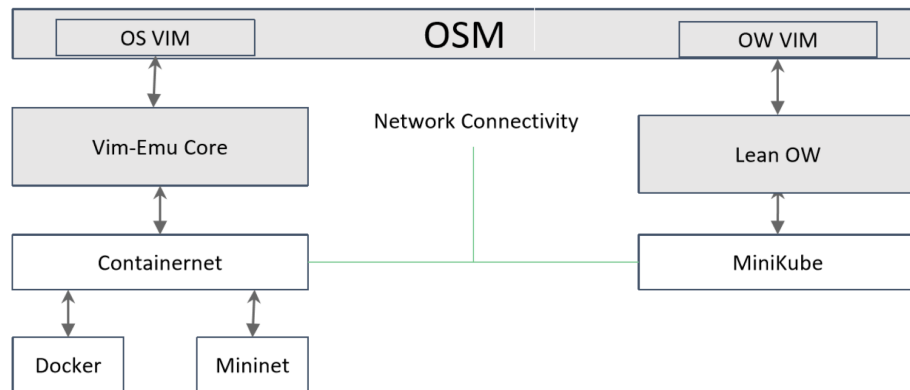 OS VIM
OSM
OW VIM
Network Connectivity
Vim-Emu Core
Lean OW
Containernet
MiniKube
Docker
Mininet